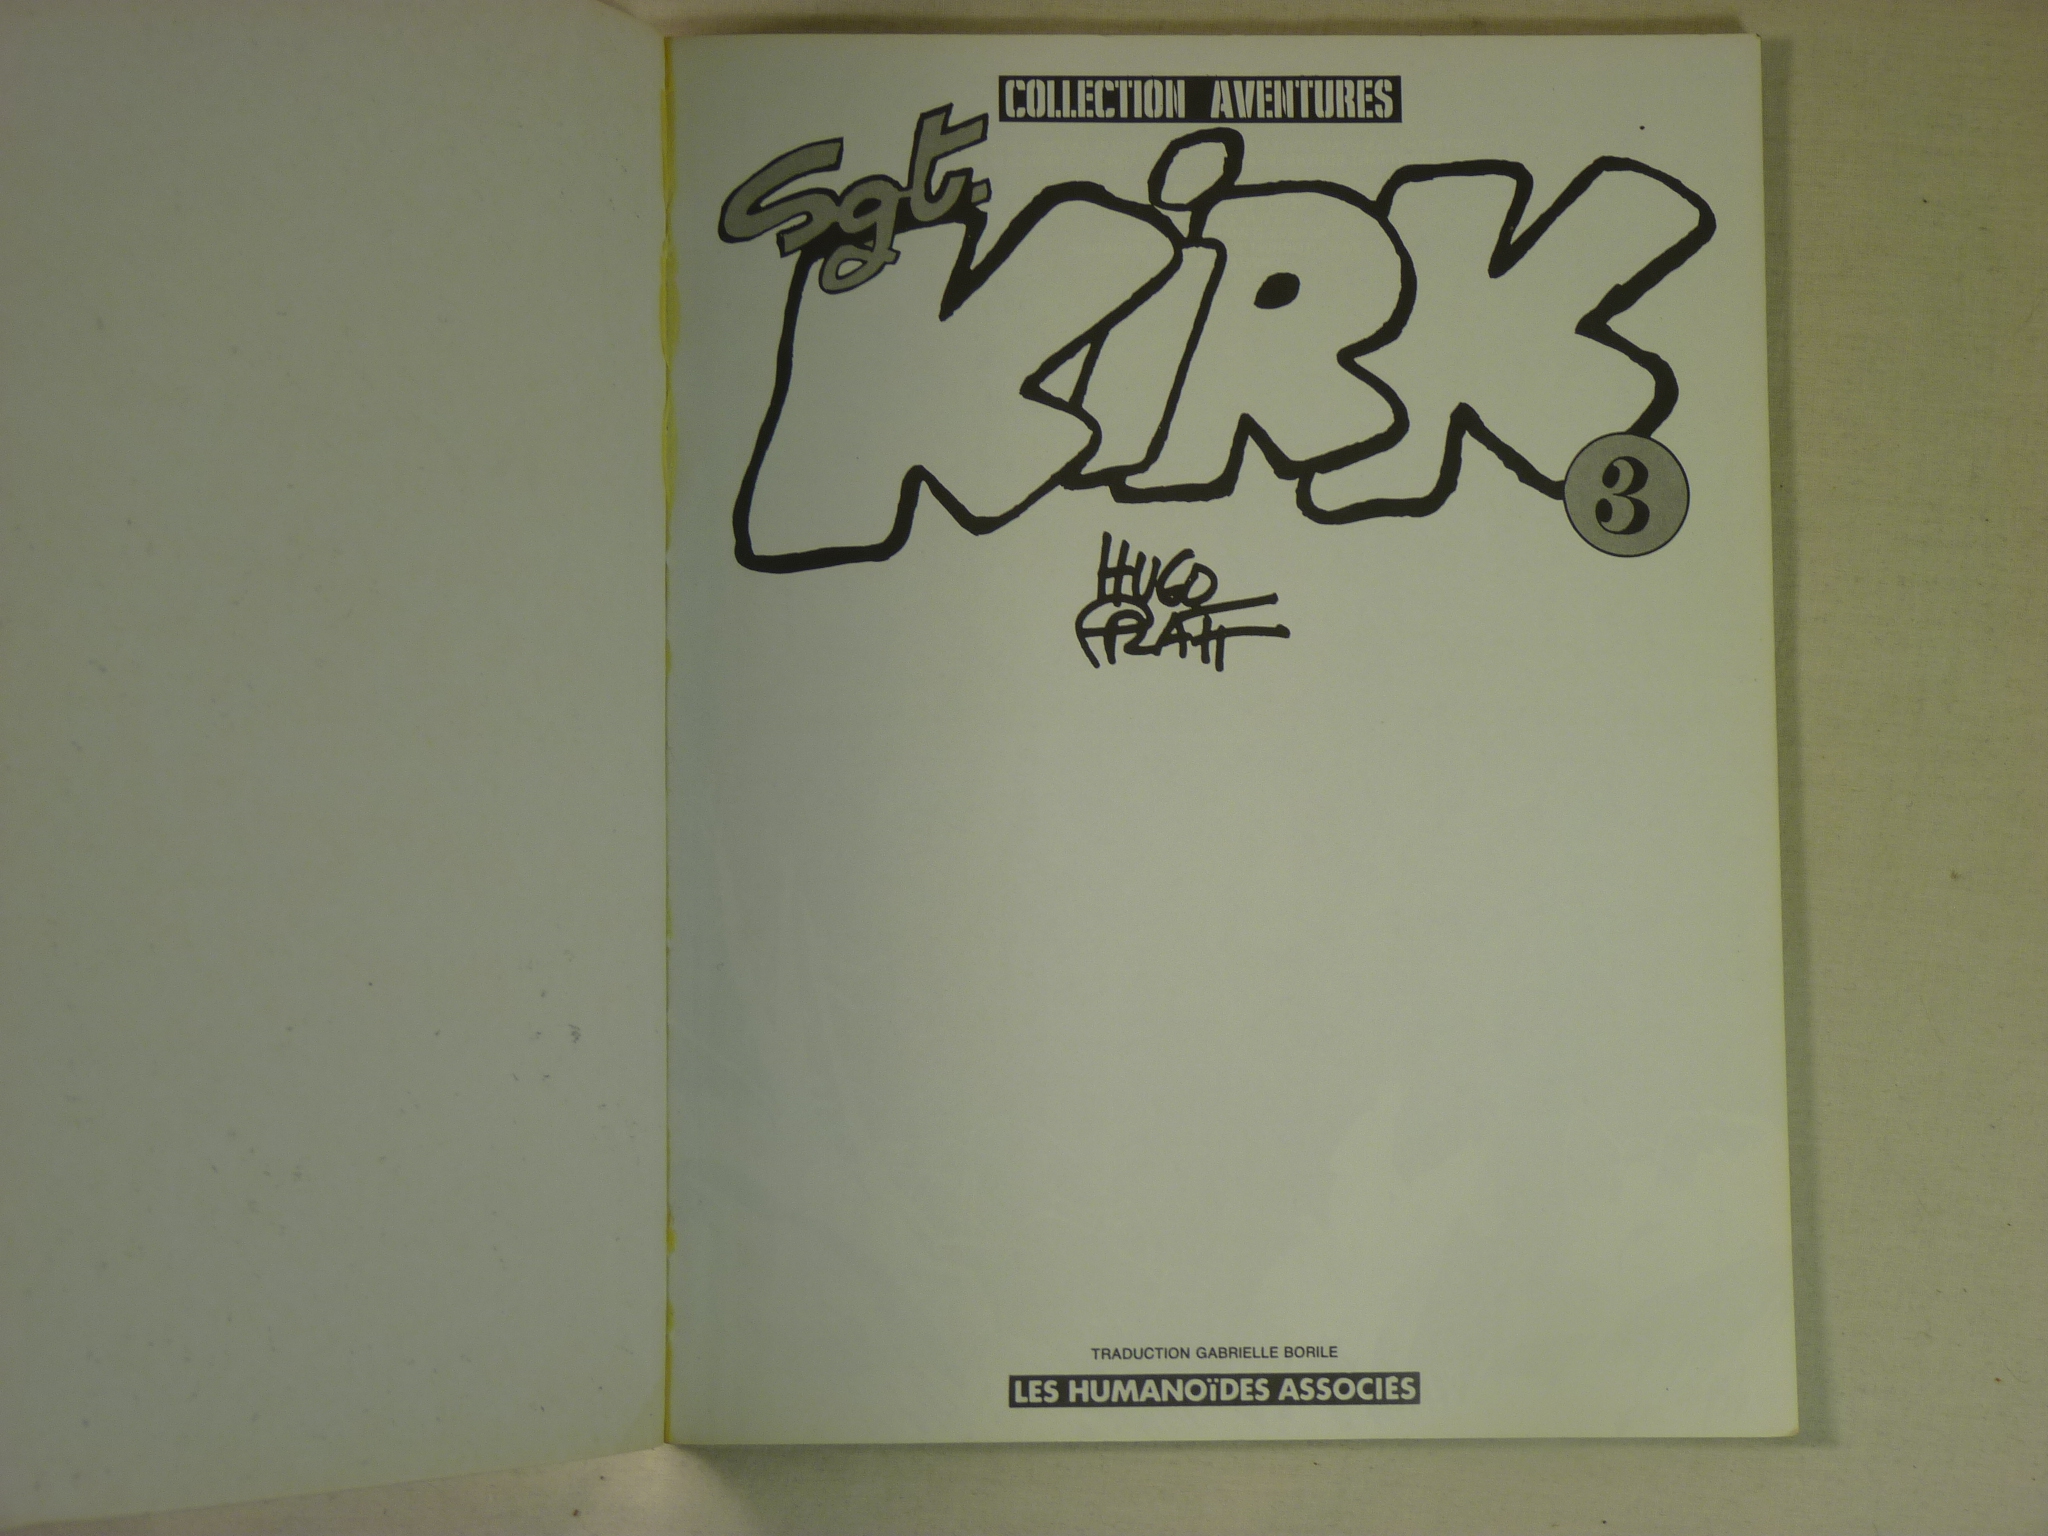 COLLECTION AVENTURES
Sgt.
KiRK
3
HUGO
PRATT
TRADUCTION GABRIELLE BORILE
LES HUMANOïDES ASSOCIÉS